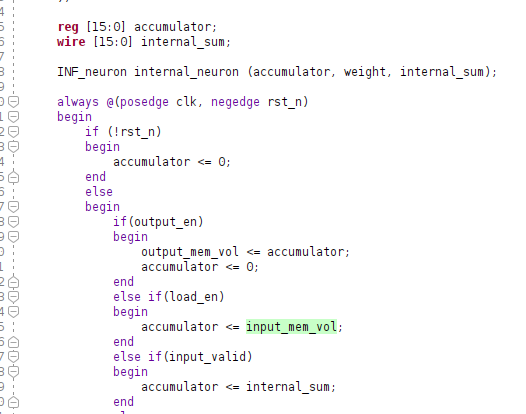 reg [15:0] accumulator;
wire [15:0] internal_sum;
INF_neuron internal_neuron (accumulator, weight, internal_sum);
always @(posedge clk, negedge rst_n)
begin
if (!rst_n)
begin
accumulator <= 0;
end
else
begin
if(output_en)
begin
output_mem_vol <= accumulator;
accumulator <= 0;
end
else if(load_en)
begin
accumulator <= input_mem_vol;
end
else if(input_valid)
begin
accumulator <= internal_sum;
end